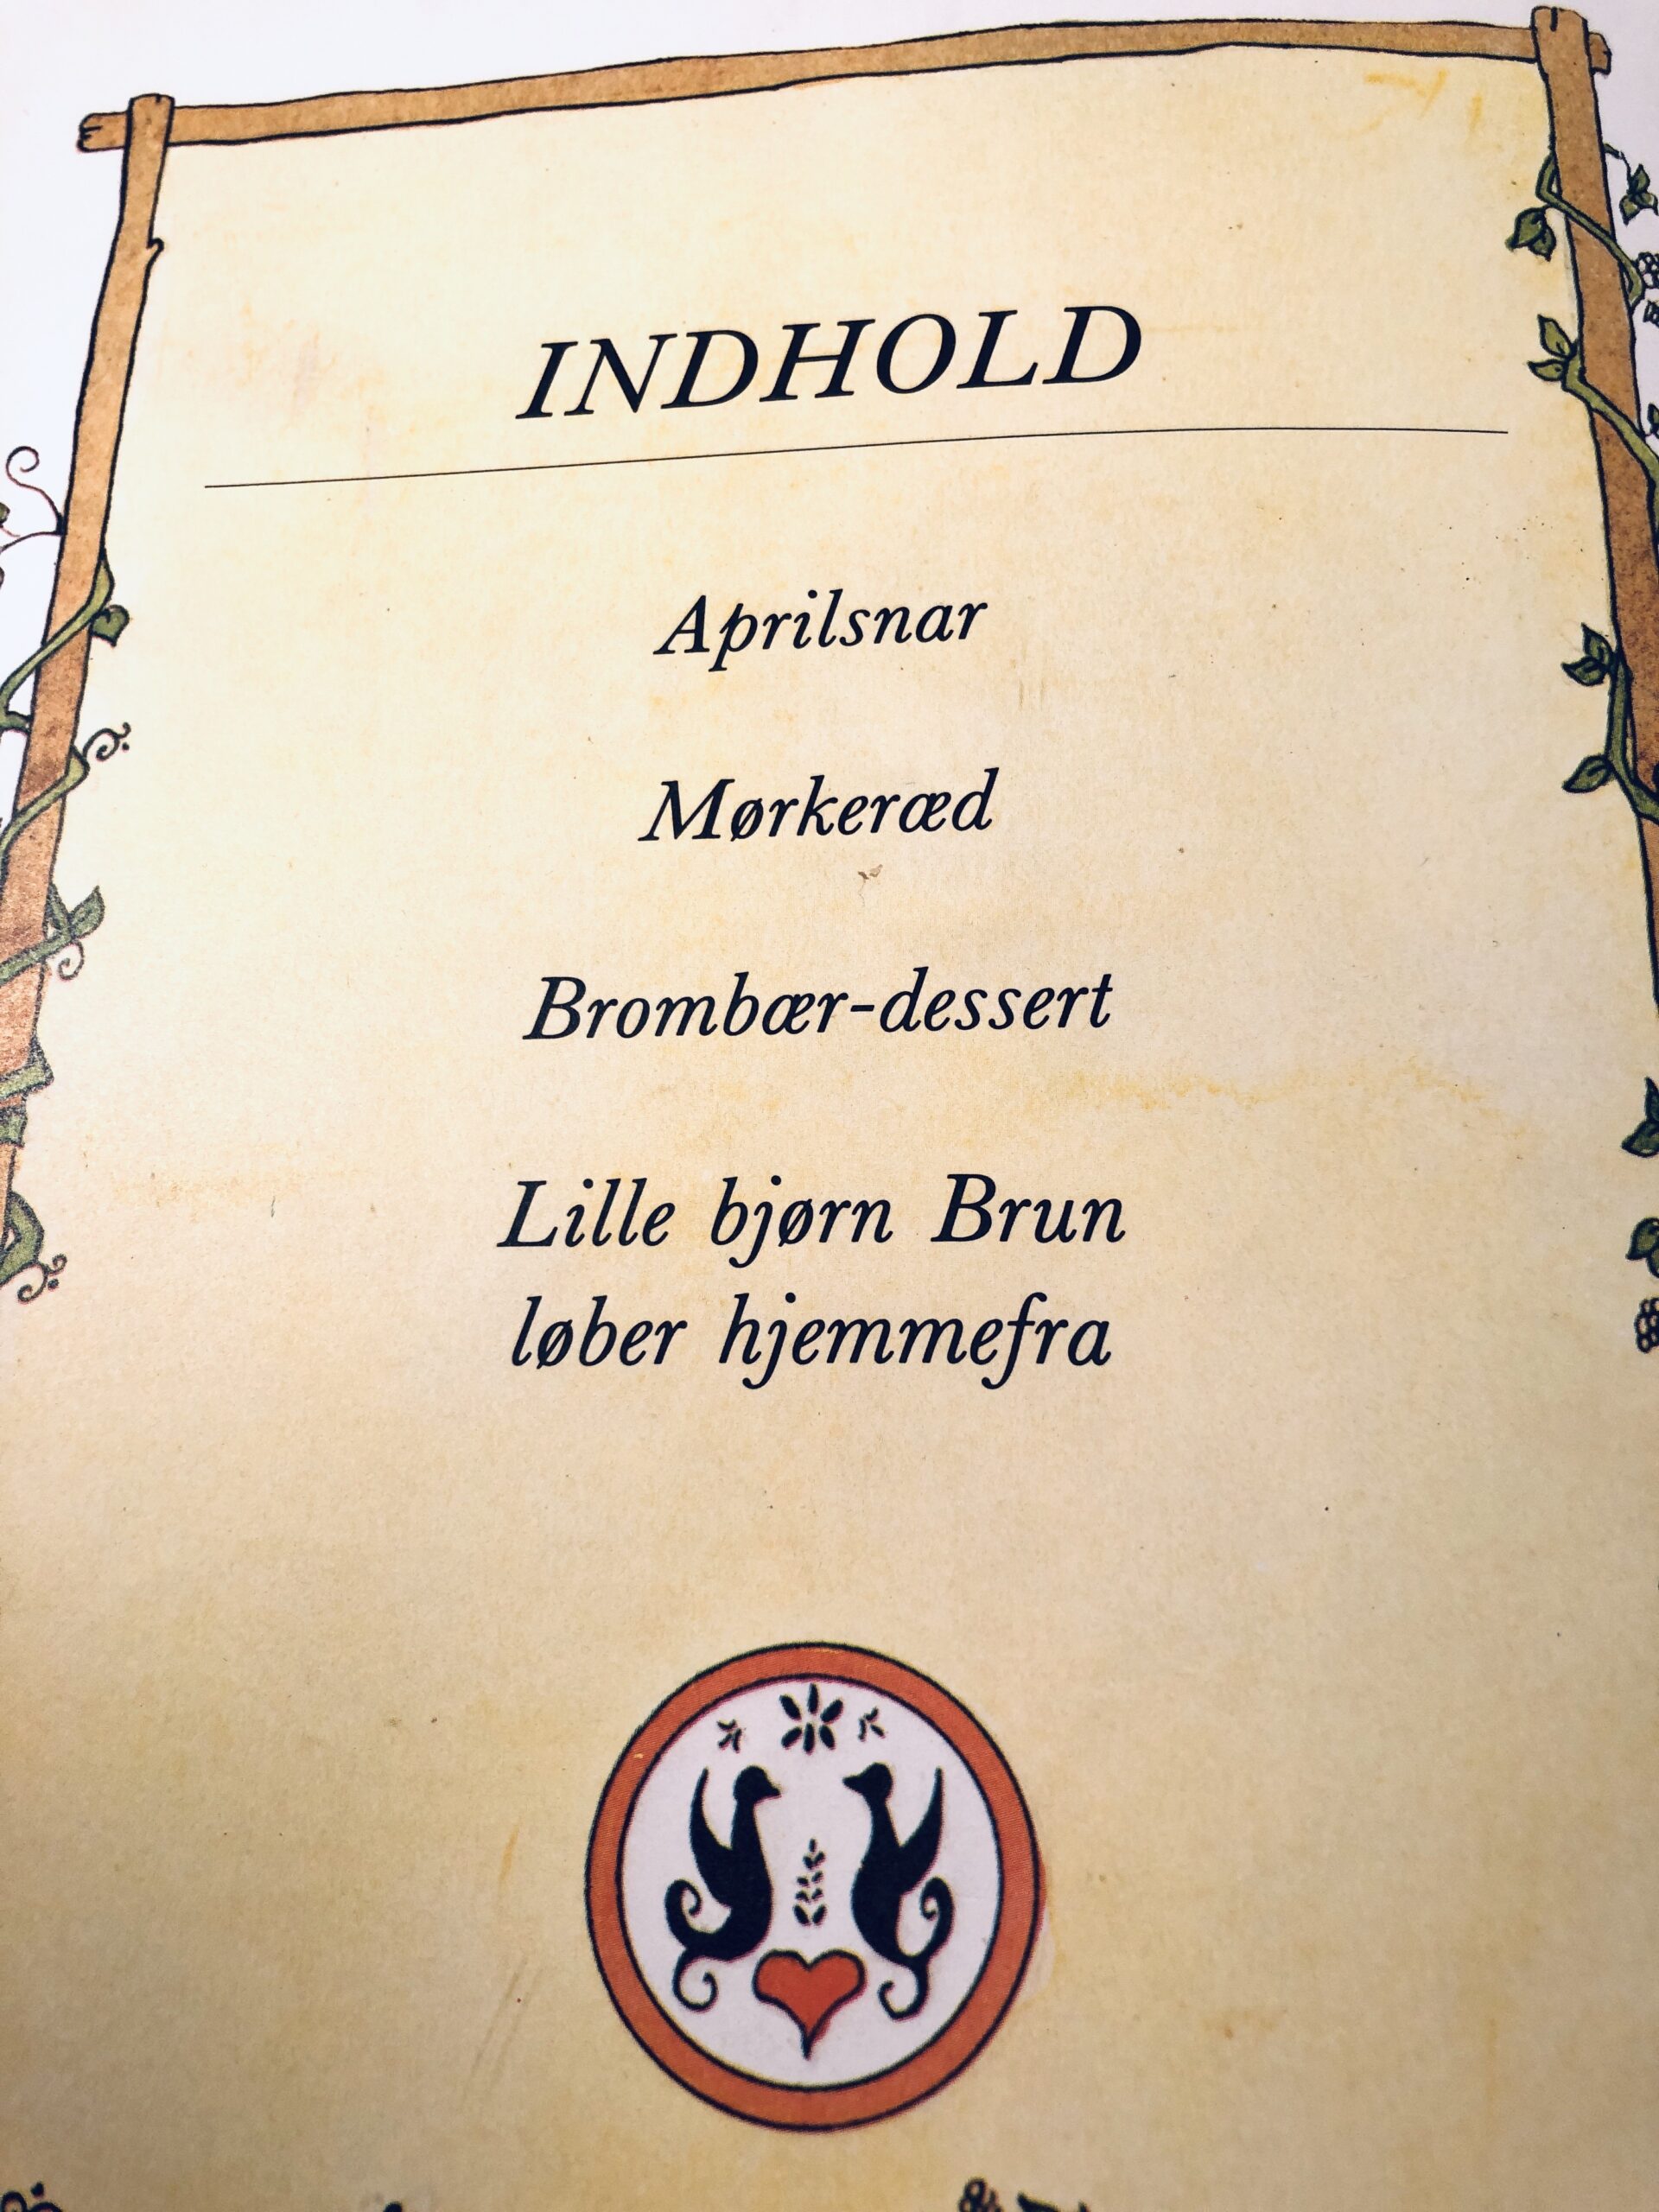 INDHOLD
Aprilsnar
Mørkeræd
Brombær-dessert
Lille bjørn Brun
løber hjemmefra